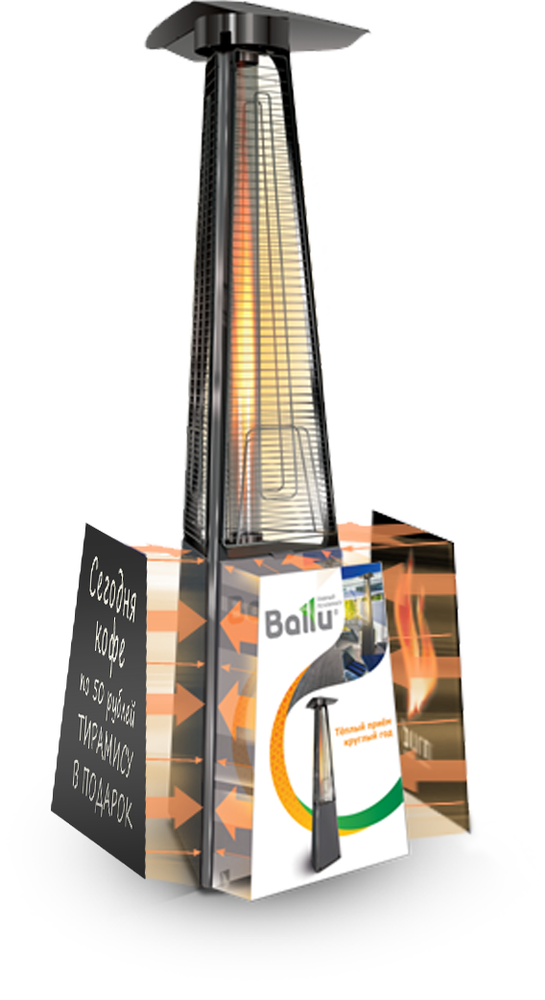 Сегодня
кофе
по 50 рублей
ТИРАМИСУ
В ПОДАРОК
Ballu®
Тёплый приём
круглый год